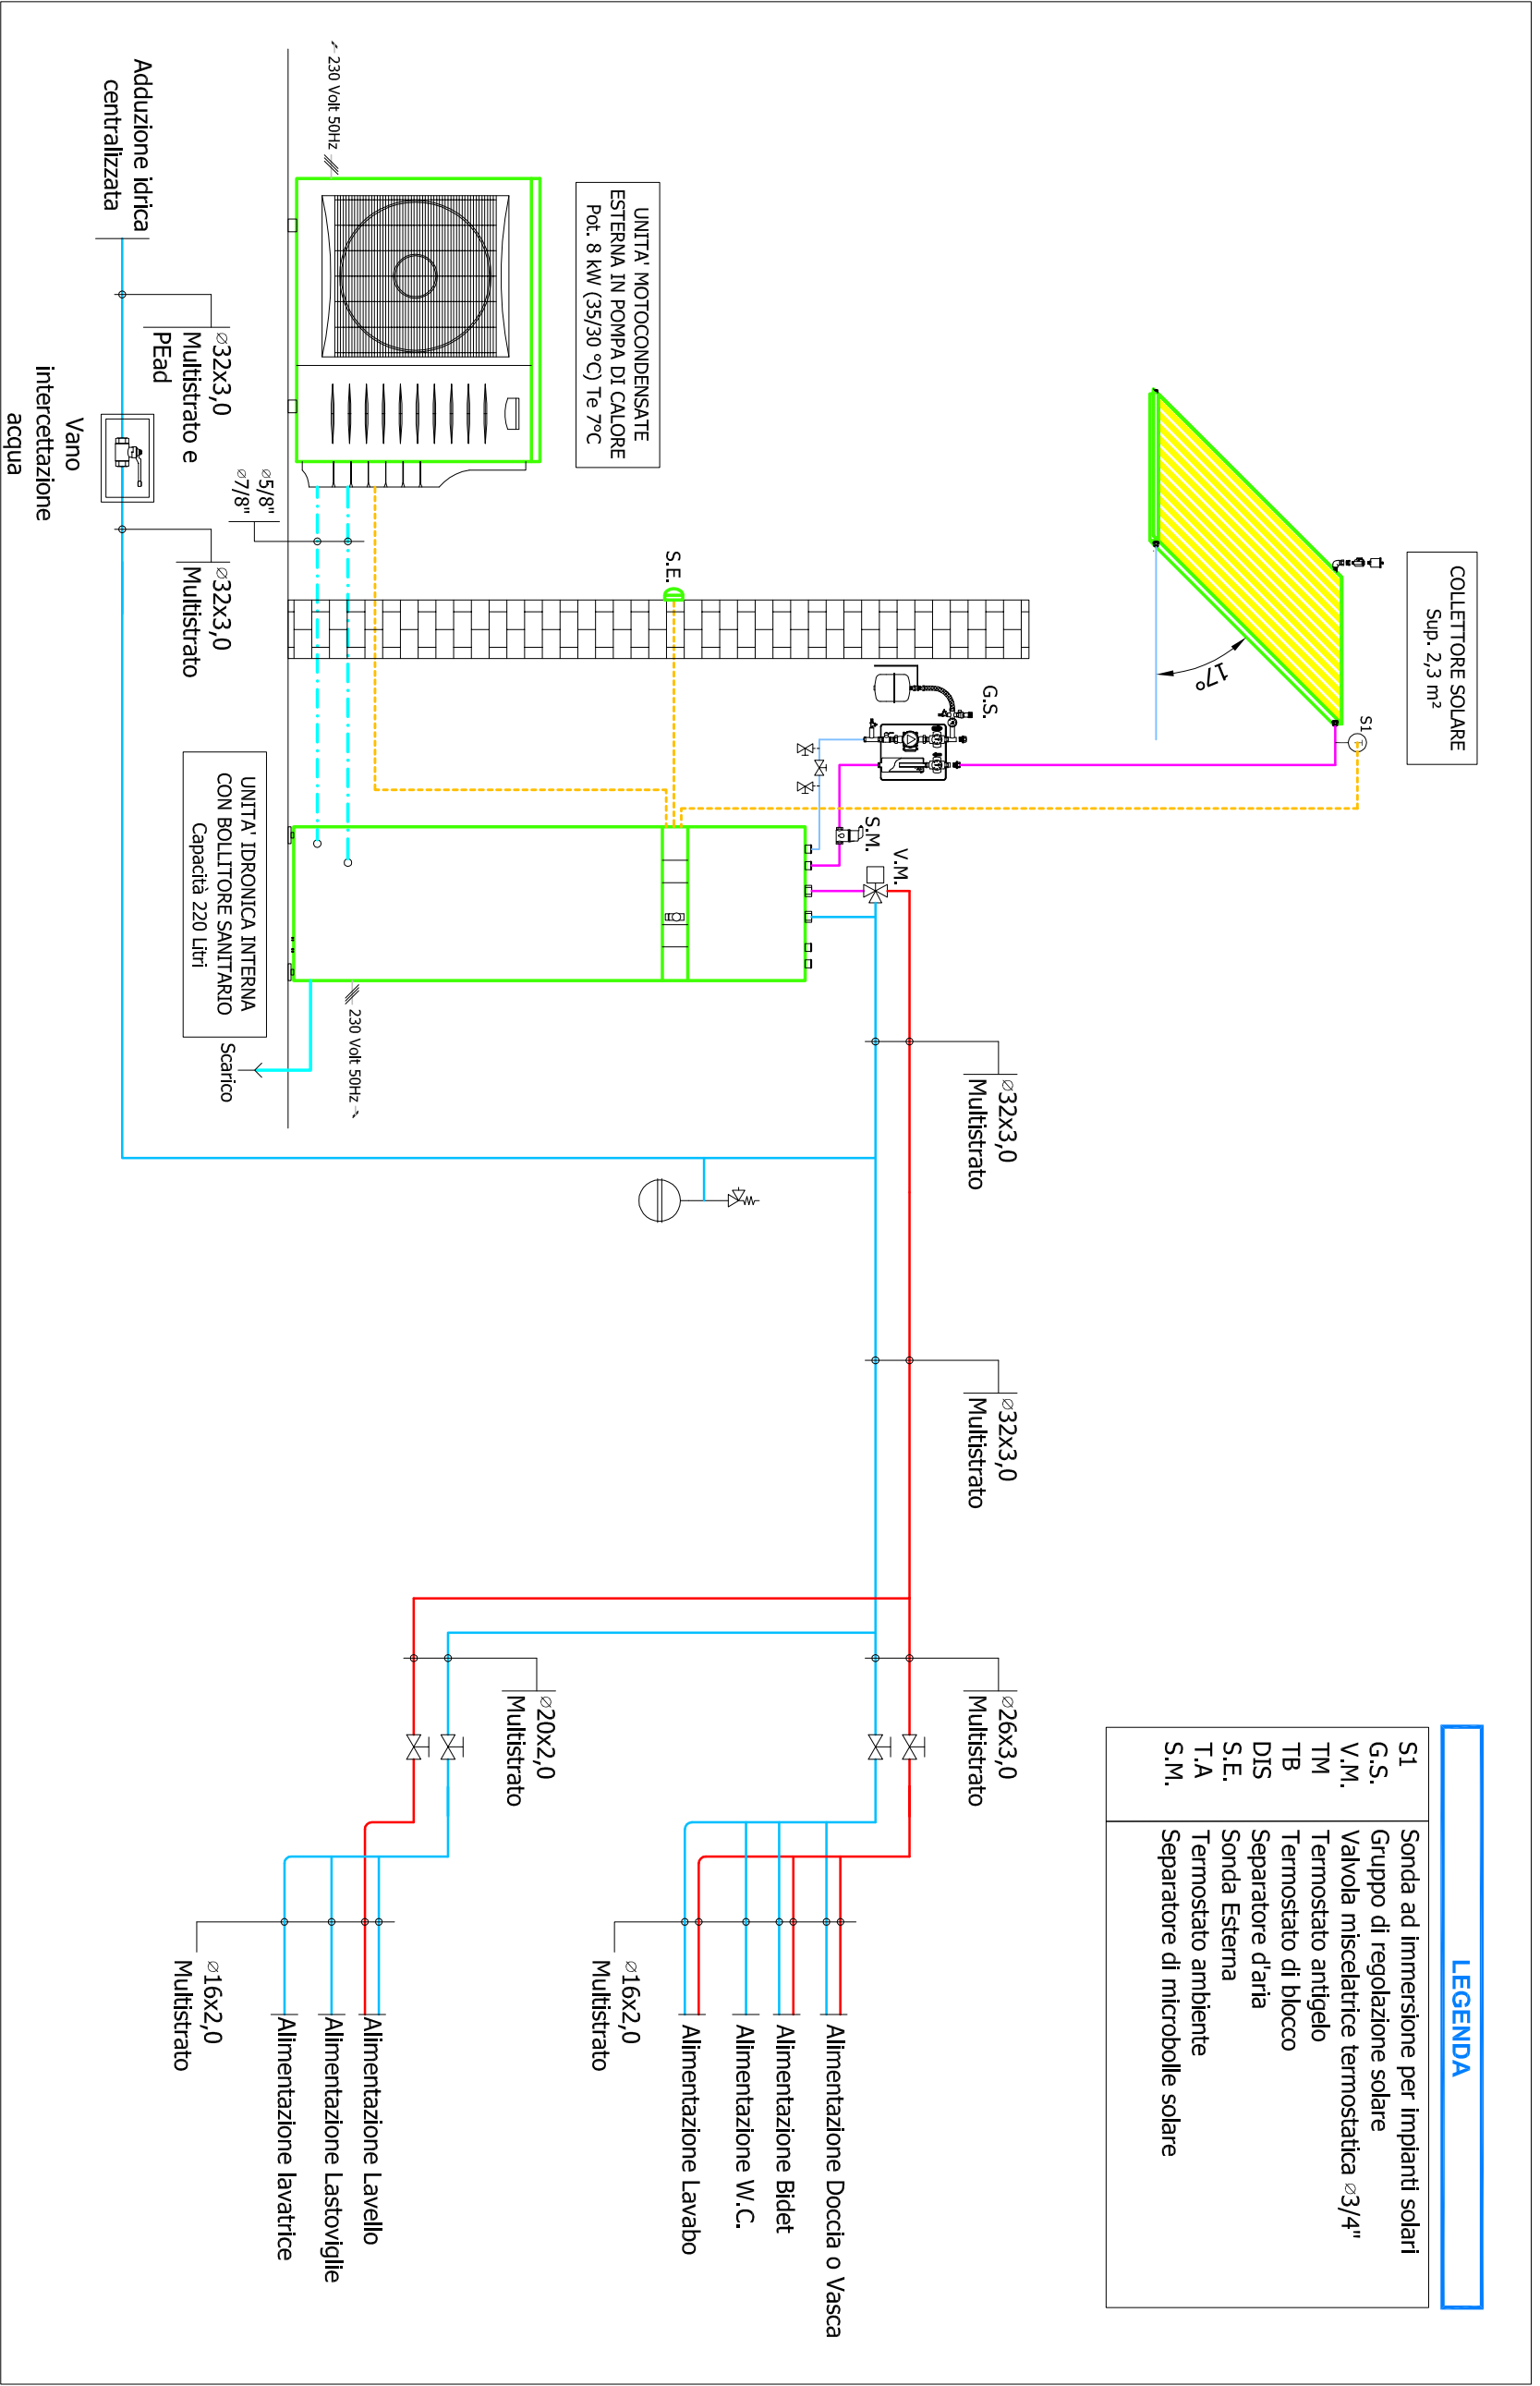 COLLETTORE SOLARE
Sup. 2,3 m²
S1
17°
LEGENDA
S1 Sonda ad immersione per impianti solari
G.S. Gruppo di regolazione solare
V.M. Valvola miscelatrice termostatica ⌀3/4"
TM Termostato antigelo
TB Termostato di blocco
DIS Separatore d'aria
S.E. Sonda Esterna
T.A Termostato ambiente
S.M. Separatore di microbolle solare
G.S.
S.M.
V.M.
⌀32x3,0
Multistrato
⌀32x3,0
Multistrato
⌀26x3,0
Multistrato
Alimentazione Doccia o Vasca
Alimentazione Bidet
Alimentazione W.C.
Alimentazione Lavabo
⌀16x2,0
Multistrato
UNITA' MOTOCONDENSATE
ESTERNA IN POMPA DI CALORE
Pot. 8 kW (35/30 °C) Te 7°C
S.E.
⌀20x2,0
Multistrato
230 Volt 50Hz
230 Volt 50Hz
Alimentazione Lavello
Alimentazione Lastoviglie
Alimentazione lavatrice
⌀16x2,0
Multistrato
⌀5/8"
⌀7/8"
UNITA' IDRONICA INTERNA
CON BOLLITORE SANITARIO
Capacità 220 Litri
Scarico
⌀32x3,0
Multistrato e
PEad
⌀32x3,0
Multistrato
Adduzione idrica
centralizzata
Vano
intercettazione
acqua